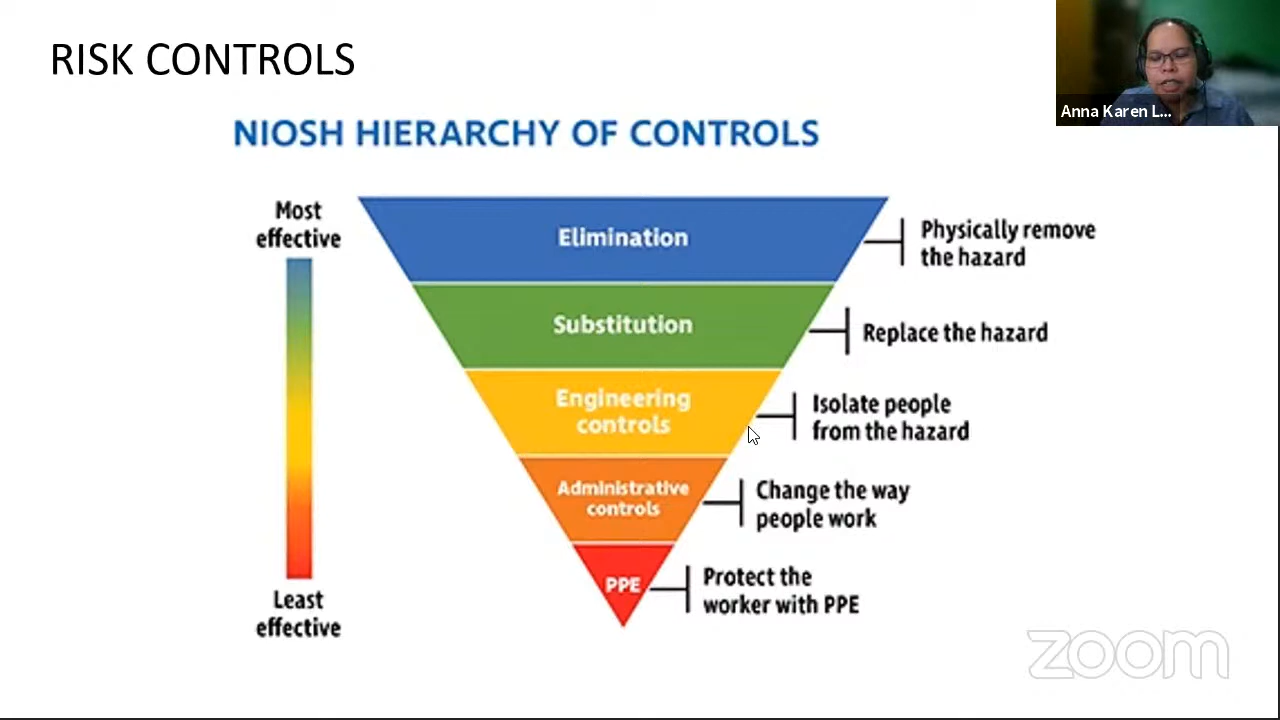 RISK CONTROLS
Anna Karen L...
NIOSH HIERARCHY OF CONTROLS
Most
effective
Elimination
Physically remove
the hazard
Substitution
Replace the hazard
Engineering
controls
Isolate people
from the hazard
Administrative
controls
Change the way
people work
PPE
Protect the
worker with PPE
Least
effective
zoom